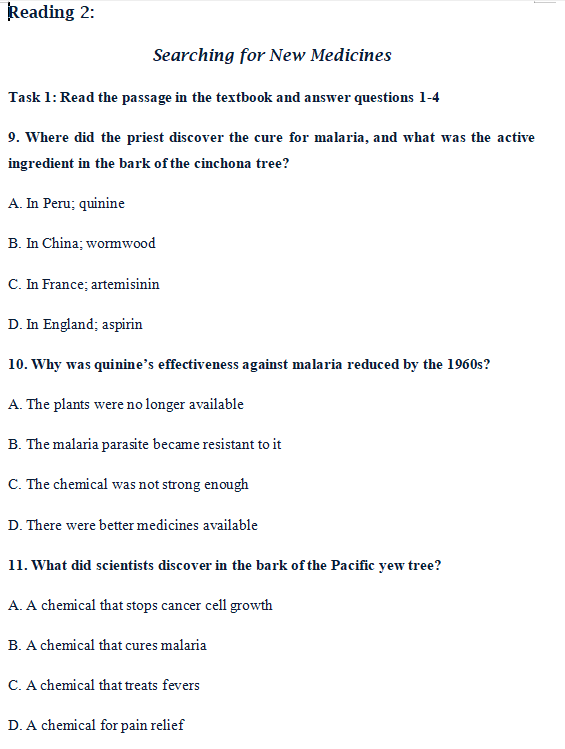 Reading 2:
Searching for New Medicines
Task 1: Read the passage in the textbook and answer questions 1-4
9. Where did the priest discover the cure for malaria, and what was the active
ingredient in the bark of the cinchona tree?
A. In Peru; quinine
B. In China; wormwood
C. In France; artemisinin
D. In England; aspirin
10. Why was quinine’s effectiveness against malaria reduced by the 1960s?
A. The plants were no longer available
B. The malaria parasite became resistant to it
C. The chemical was not strong enough
D. There were better medicines available
11. What did scientists discover in the bark of the Pacific yew tree?
A. A chemical that stops cancer cell growth
B. A chemical that cures malaria
C. A chemical that treats fevers
D. A chemical for pain relief